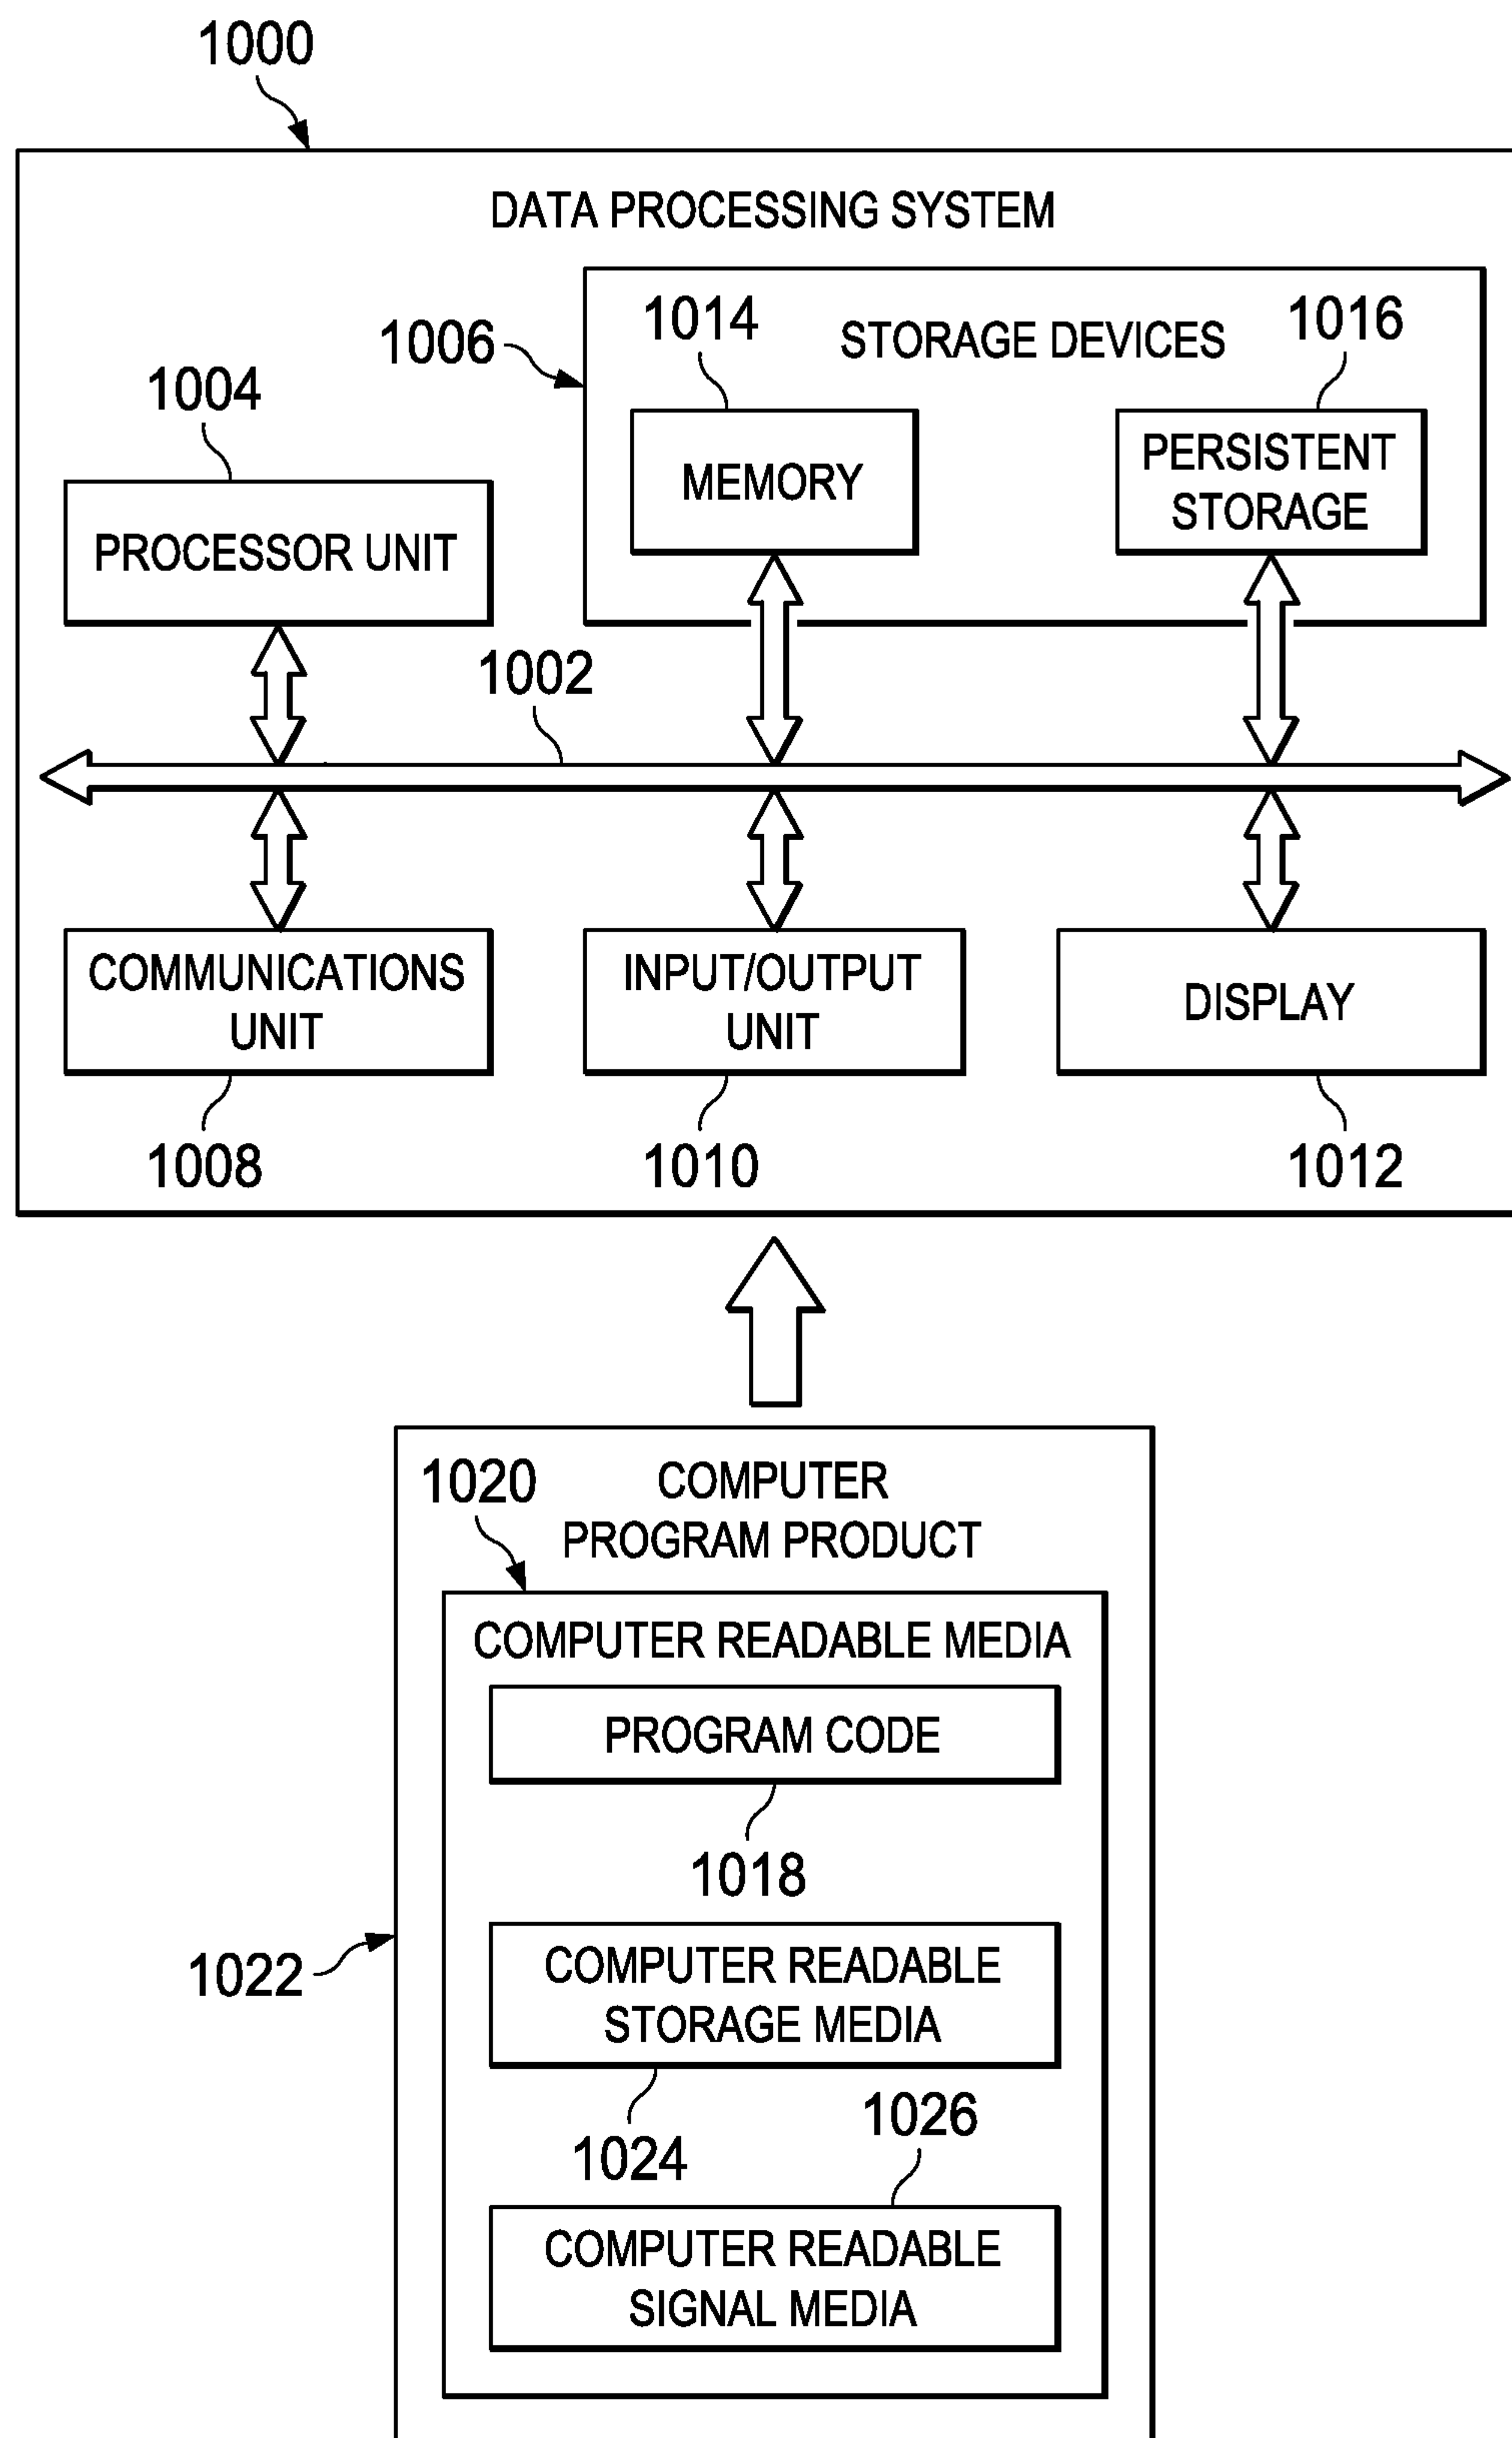 1000
DATA PROCESSING SYSTEM
1006
1014
STORAGE DEVICES
1016
1004
MEMORY
PERSISTENT
STORAGE
PROCESSOR UNIT
1002
COMMUNICATIONS
UNIT
INPUT/OUTPUT
UNIT
DISPLAY
1008
1010
1012
1020
COMPUTER
PROGRAM PRODUCT
COMPUTER READABLE MEDIA
PROGRAM CODE
1018
1022
COMPUTER READABLE
STORAGE MEDIA
1024
1026
COMPUTER READABLE
SIGNAL MEDIA